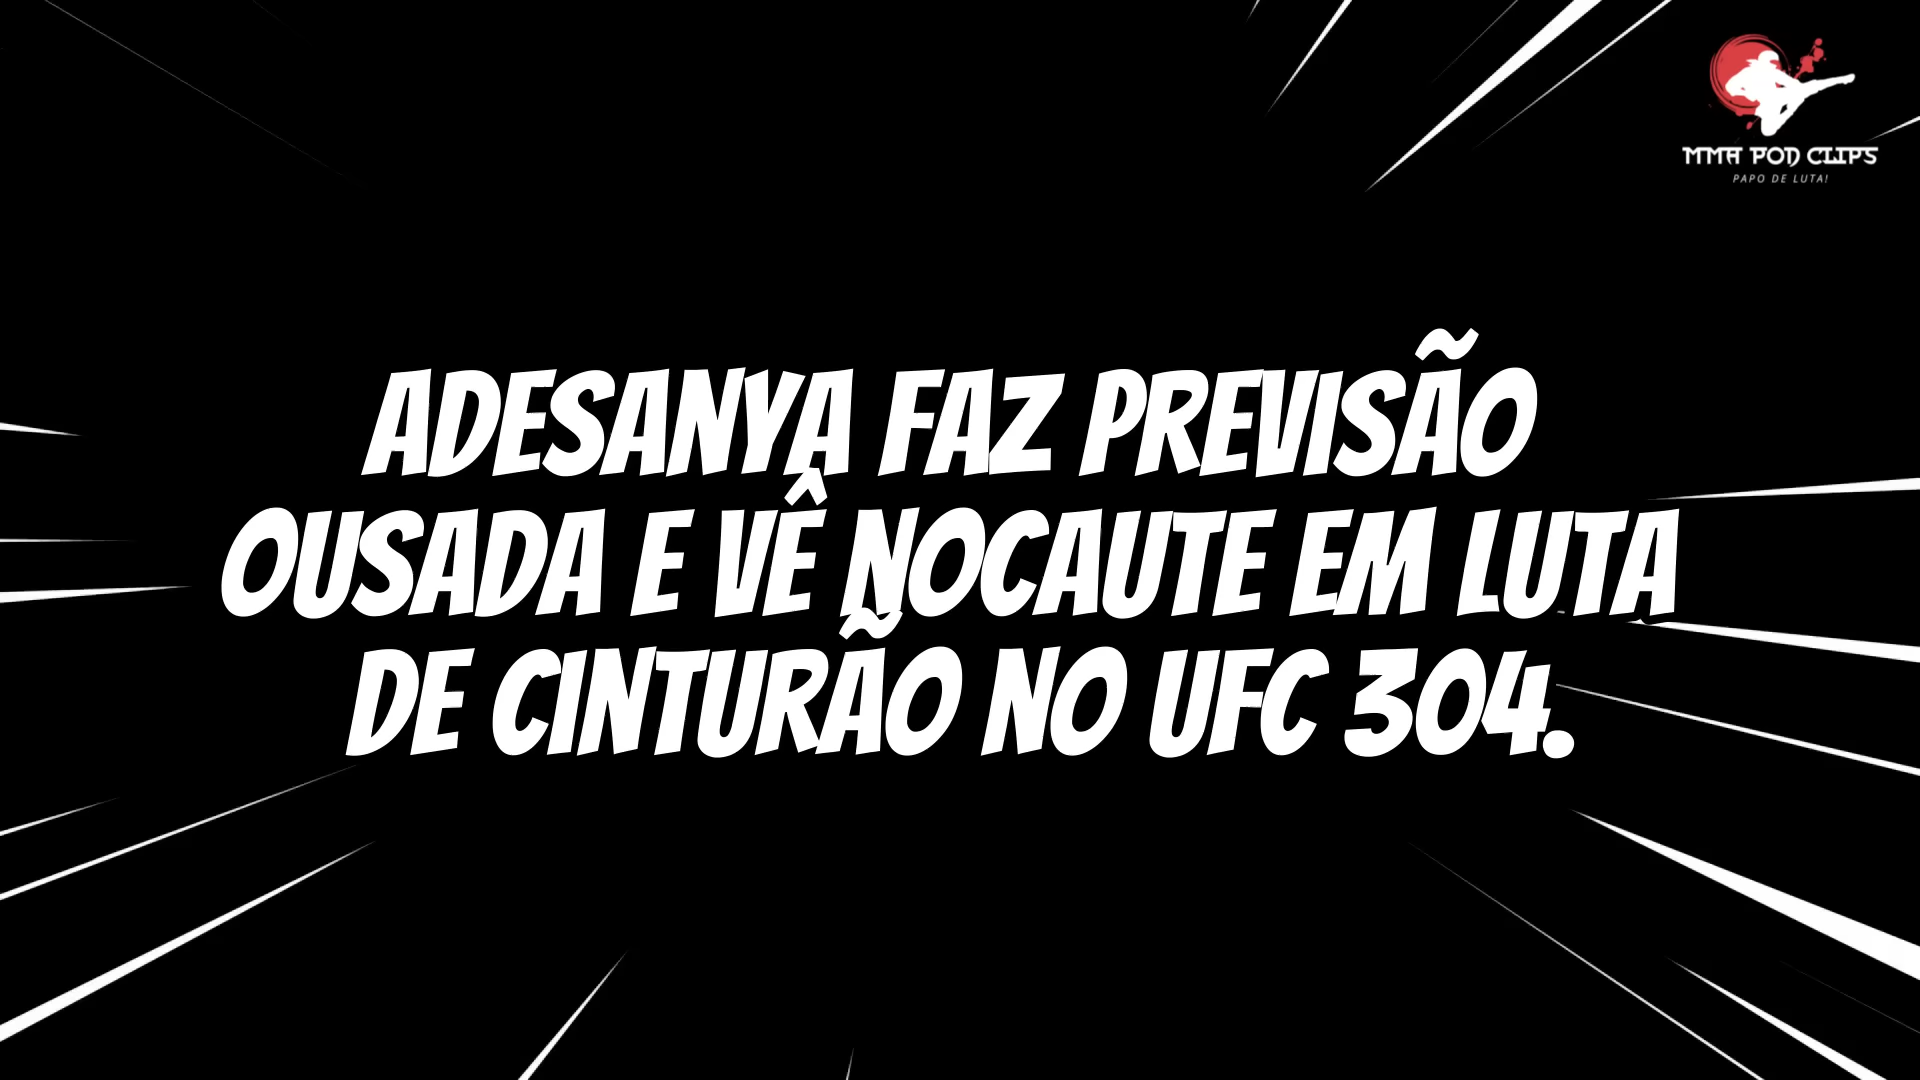 MMA POD CLIPS
PAPO DE LUTA!
ADESANYA FAZ PREVISÃO
OUSADA E VÊ NOCAUTE EM LUTA
DE CINTURÃO NO UFC 304.